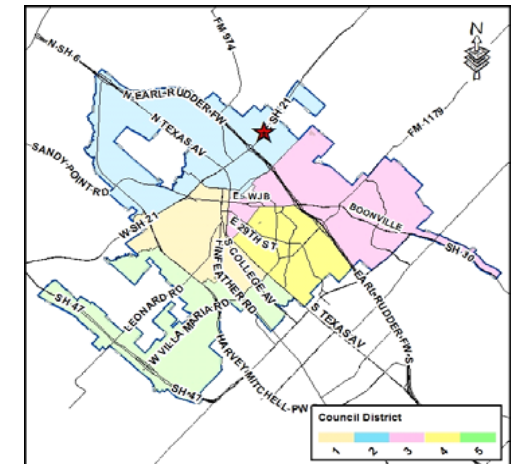 FM 974
N
N-SH-6
SH 21
N-EARL-RUDDER-FW
N TEXAS AV
FM-1179
SANDY-POINT-RD
E - WJB
BOONVILLE
W-SH 21
E 29TH ST
SH-30
S-COLLEGE-AV
FINFEATHER RD
SH 47
LEONARD RD
EARL-RUDDER-FW-S
S TEXAS AV
W VILLA MARIA-RD
HARVEY-MITCHELL-PW
SH-47
Council District
1 2 3 4 5